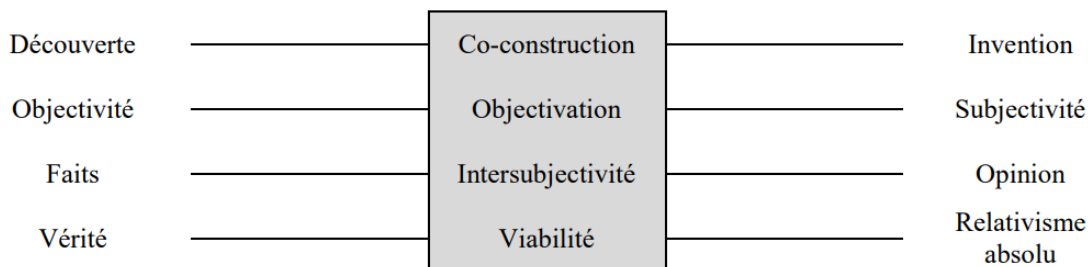 Découverte Co-construction Invention
Objectivité Objectivation Subjectivité
Faits Intersubjectivité Opinion
Vérité Viabilité Relativisme
absolu